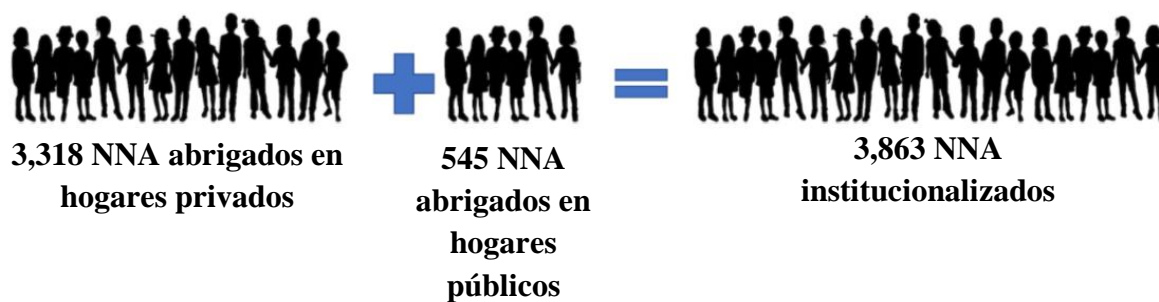 3,318 NNA abrigados en
hogares privados
545 NNA
abrigados en
hogares
públicos
3,863 NNA
institucionalizados